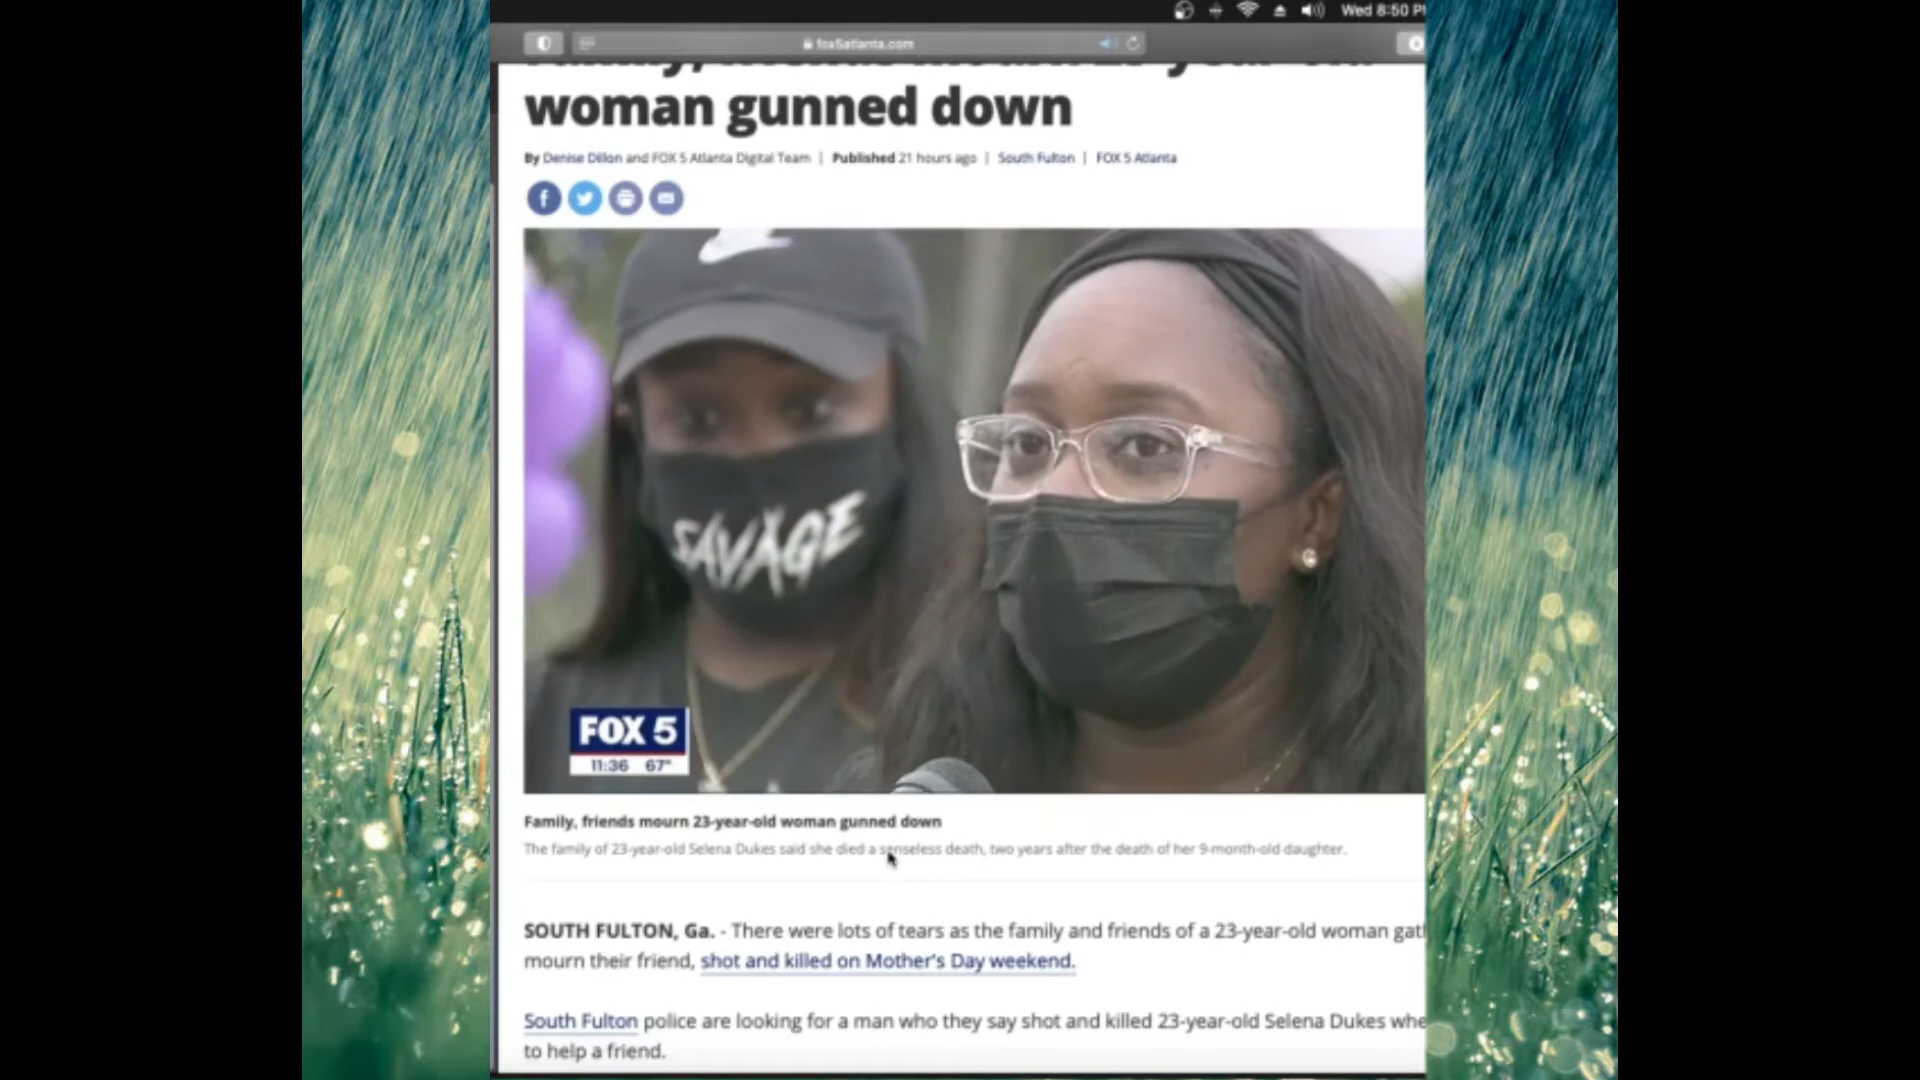 Wed 8:50 P
fox5atlanta.com
woman gunned down
By Denise Dillon and FOX 5 Atlanta Digital Team | Published 21 hours ago | South Fulton | FOX 5 Atlanta
SAVAGE
FOX 5
11:36 67°
Family, friends mourn 23-year-old woman gunned down
The family of 23-year-old Selena Dukes said she died a senseless death, two years after the death of her 9-month-old daughter.
SOUTH FULTON, Ga. - There were lots of tears as the family and friends of a 23-year-old woman gat
mourn their friend, shot and killed on Mother's Day weekend.
South Fulton police are looking for a man who they say shot and killed 23-year-old Selena Dukes whe
to help a friend.